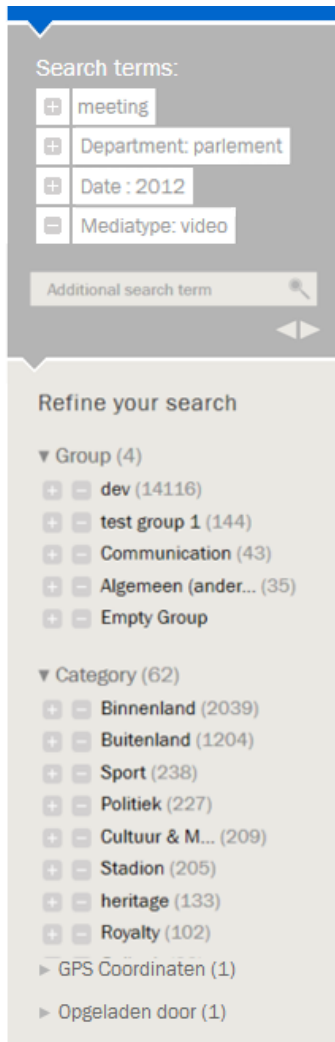 Search terms:
meeting
Department: parlement
Date : 2012
Mediatype: video
Additional search term
Refine your search
Group (4)
dev (14116)
test group 1 (144)
Communication (43)
Algemeen (ander... (35)
Empty Group
Category (62)
Binnenland (2039)
Buitenland (1204)
Sport (238)
Politiek (227)
Cultuur & M... (209)
Stadion (205)
heritage (133)
Royalty (102)
GPS Coordinaten (1)
Opgeladen door (1)